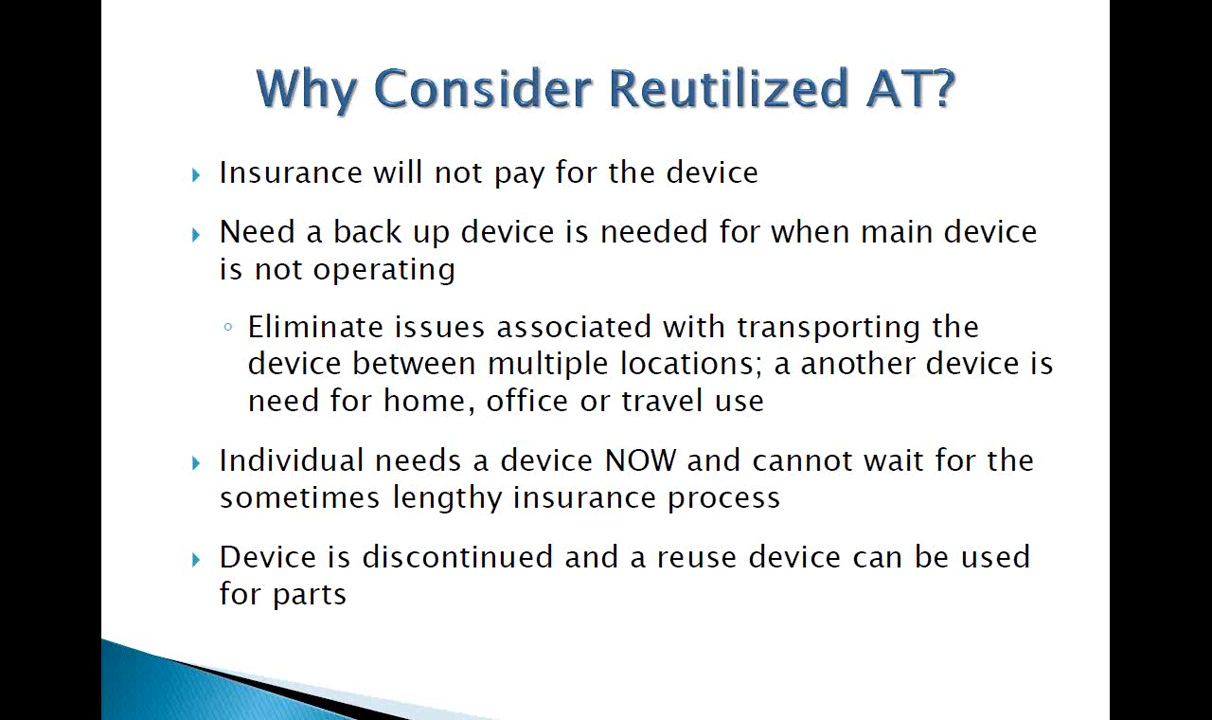 Why Consider Reutilized AT?
Insurance will not pay for the device
Need a back up device is needed for when main device
is not operating
Eliminate issues associated with transporting the
device between multiple locations; a another device is
need for home, office or travel use
Individual needs a device NOW and cannot wait for the
sometimes lengthy insurance process
Device is discontinued and a reuse device can be used
for parts